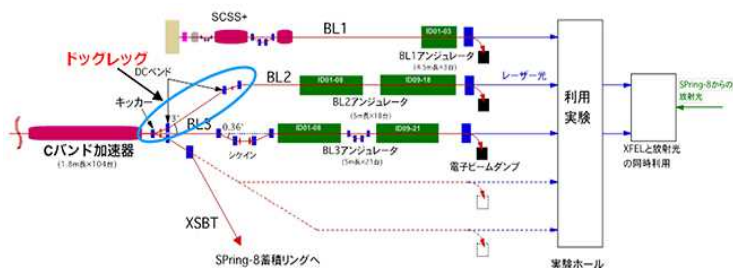 SCSS+
BL1
ID01-03
BL1アンジュレータ
(4.5m長×3台)
ドッグレッグ
DCベンド
BL2
ID01-08
ID09-18
レーザー光
BL2アンジュレータ
(5m長×18台)
キッカー
3°
BL3
0.36°
ID01-08
ID09-21
シケイン
BL3アンジュレータ
(5m長×21台)
電子ビームダンプ
Cバンド加速器
(1.8m長×104台)
利用
実験
SPring-8からの
放射光
XFELと放射光
の同時利用
XSBT
SPring-8蓄積リングへ
実験ホール